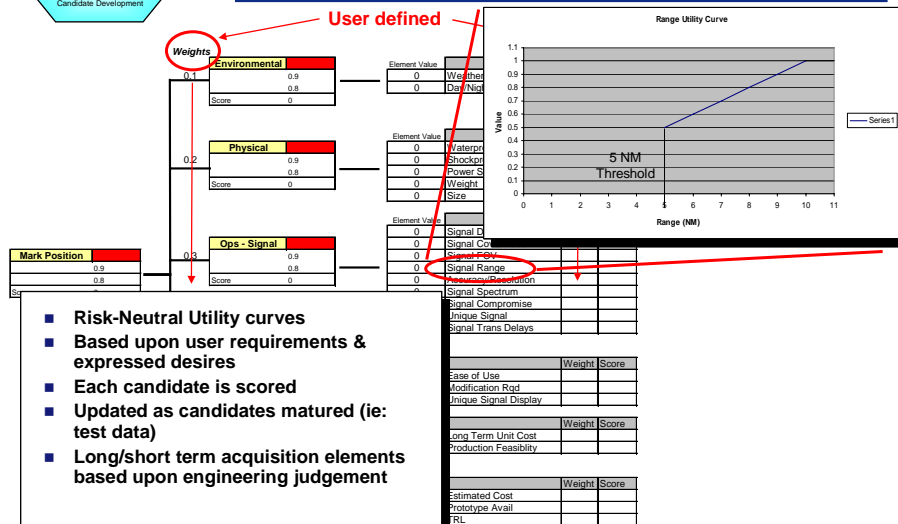 Candidate Development
User defined
Weights
0.1
0.2
0.3
Mark Position
0.9
0.8
Environmental
0.9
0.8
Score 0
Physical
0.9
0.8
Score 0
Ops - Signal
0.9
0.8
Score 0
Element Value
0 Weather
0
Element Value
0
0
0 Power S
0 Weight
0 Size
Element Value
0 Signal D
0 Signal Cov
0 Signal FOV
0 Signal Range
0 Accuracy/Resolution
Signal Spectrum
Signal Compromise
Unique Signal
Signal Trans Delays
Weight Score
Ease of Use
Modification Rqd
Unique Signal Display
Weight Score
Long Term Unit Cost
Production Feasiblity
Weight Score
Estimated Cost
Prototype Avail
TRL
Range Utility Curve
Value
1.1
1
0.9
0.8
0.7
0.6
0.5
0.4
0.3
0.2
0.1
0
0 1 2 3 4 5 6 7 8 9 10 11
Range (NM)
5 NM
Threshold
Series1
Risk-Neutral Utility curves
Based upon user requirements &
expressed desires
Each candidate is scored
Updated as candidates matured (ie:
test data)
Long/short term acquisition elements
based upon engineering judgement